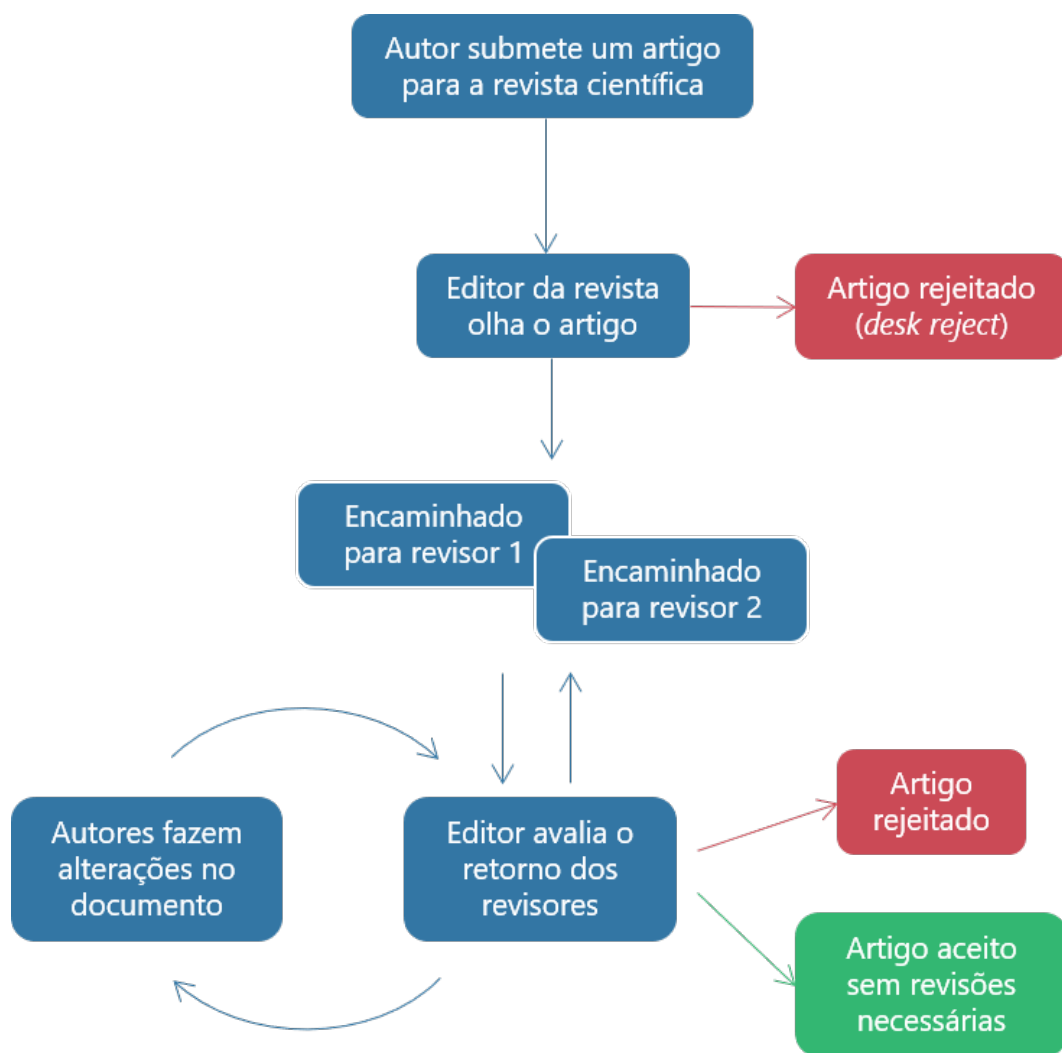 Autor submete um artigo
para a revista científica
Editor da revista
olha o artigo
Artigo rejeitado
(desk reject)
Encaminhado
para revisor 1
Encaminhado
para revisor 2
Autores fazem
alterações no
documento
Editor avalia o
retorno dos
revisores
Artigo
rejeitado
Artigo aceito
sem revisões
necessárias